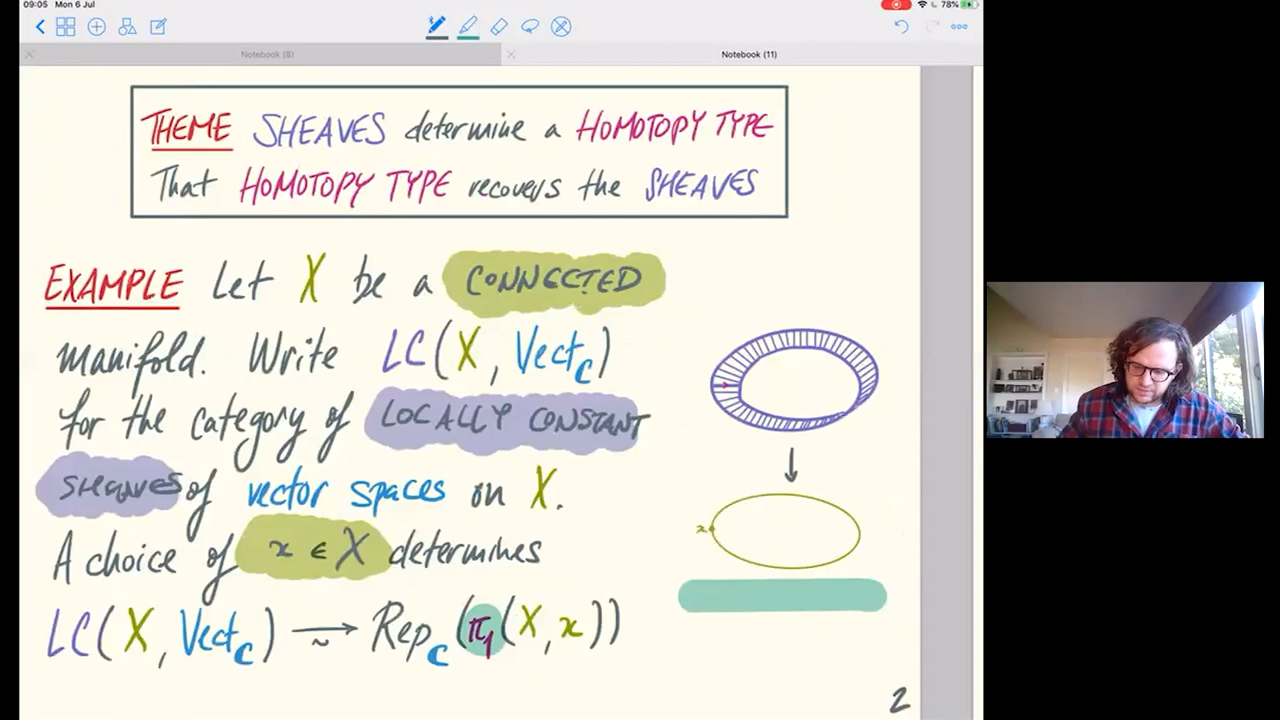 09:05 Mon 6 Jul
78%
Notebook (8)
Notebook (11)
THEME SHEAVES determine a HOMOTOPY TYPE
That HOMOTOPY TYPE recovers the SHEAVES
EXAMPLE Let X be a CONNECTED
manifold. Write LC(X, Vect_C)
for the category of LOCALLY CONSTANT
SHEAVES of vector spaces on X.
A choice of x ∈ X determines
LC(X, Vect_C) ⥲ Rep_C(π₁(X, x))
x
2